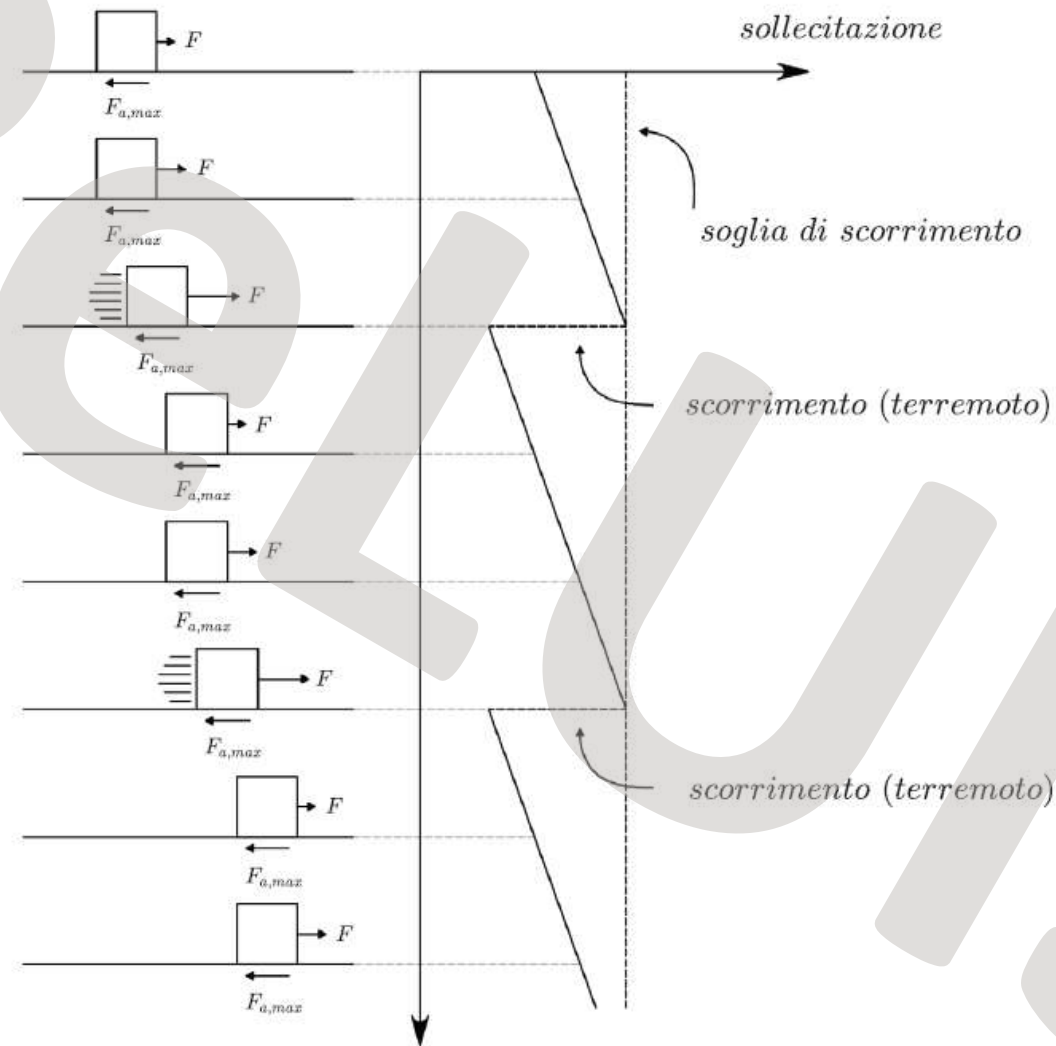 sollecitazione
F
F_{a,max}
F
F_{a,max}
soglia di scorrimento
F
F_{a,max}
scorrimento (terremoto)
F
F_{a,max}
F
F_{a,max}
F
F_{a,max}
scorrimento (terremoto)
F
F_{a,max}
F
F_{a,max}